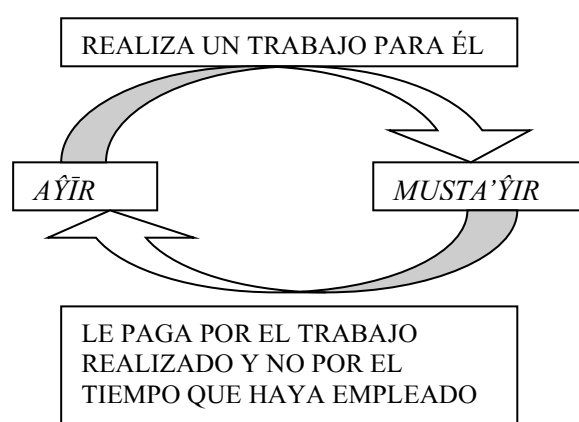 REALIZA UN TRABAJO PARA ÉL
AŶĪR
MUSTA’ŶIR
LE PAGA POR EL TRABAJO
REALIZADO Y NO POR EL
TIEMPO QUE HAYA EMPLEADO